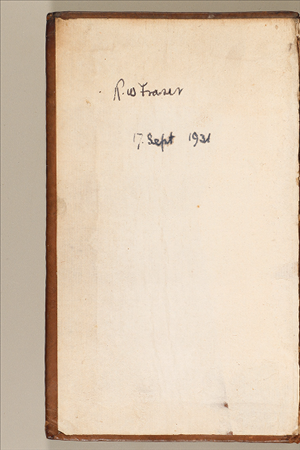 R. W Fraser
17. Sept 1931